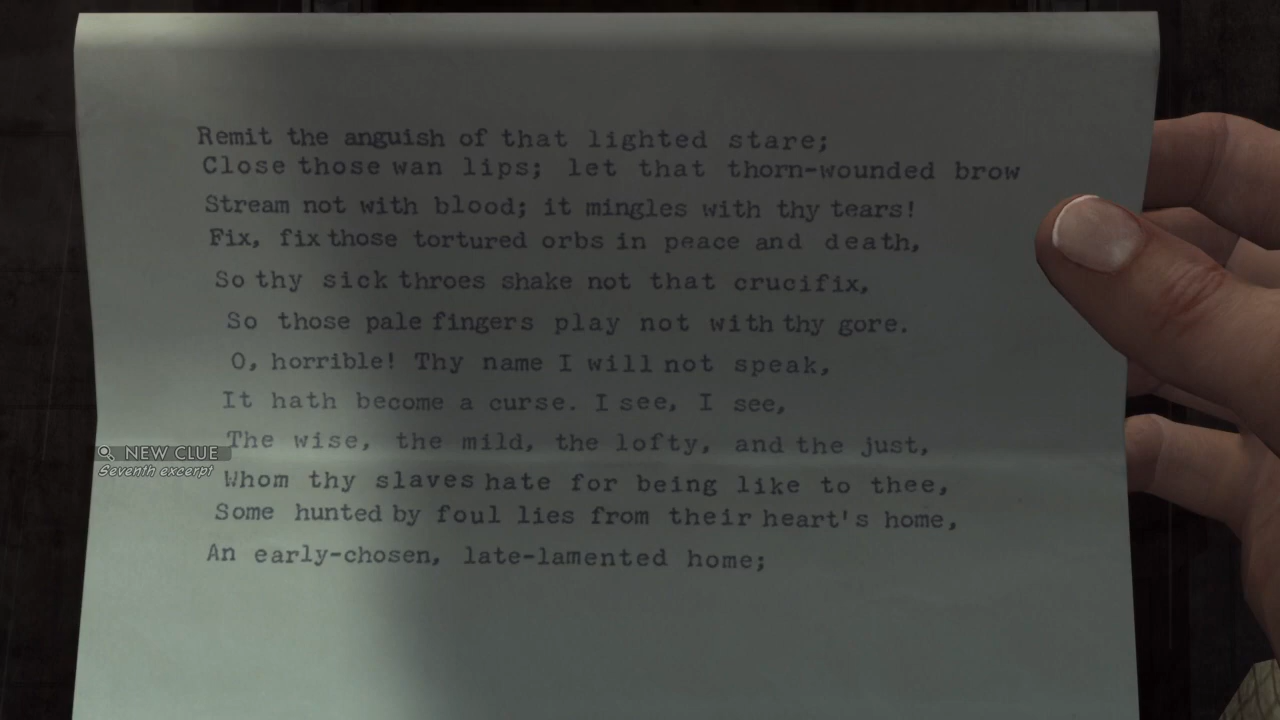 Remit the anguish of that lighted stare;
Close those wan lips; let that thorn-wounded brow
Stream not with blood; it mingles with thy tears!
Fix, fix those tortured orbs in peace and death,
So thy sick throes shake not that crucifix,
So those pale fingers play not with thy gore.
O, horrible! Thy name I will not speak,
It hath become a curse. I see, I see,
The wise, the mild, the lofty, and the just,
Whom thy slaves hate for being like to thee,
Some hunted by foul lies from their heart's home,
An early-chosen, late-lamented home;
NEW CLUE
Seventh excerpt